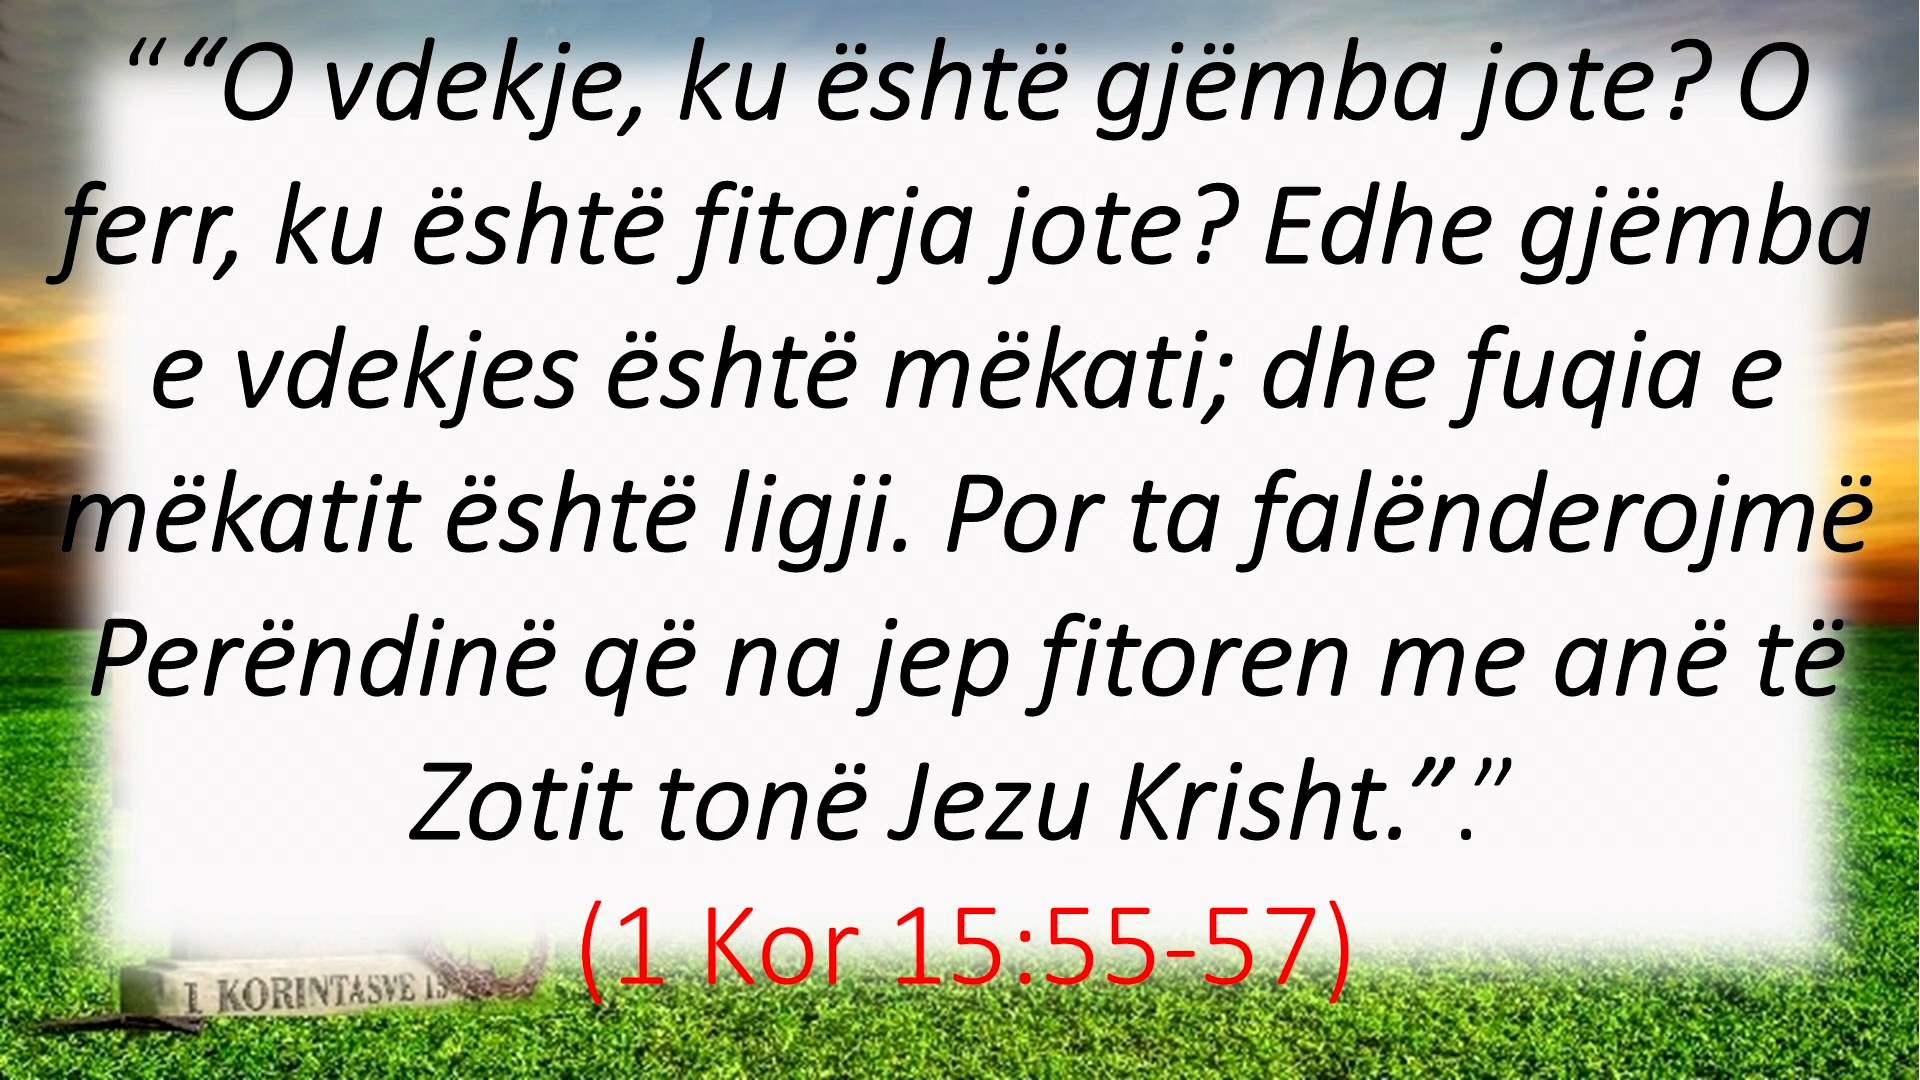 “ “O vdekje, ku është gjëmba jote? O
ferr, ku është fitorja jote? Edhe gjëmba
e vdekjes është mëkati; dhe fuqia e
mëkatit është ligji. Por ta falënderojmë
Perëndinë që na jep fitoren me anë të
Zotit tonë Jezu Krisht.” .”
(1 Kor 15:55-57)
I KORINTASVE